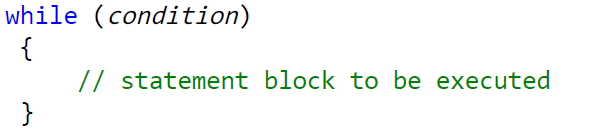 while (condition)
{
// statement block to be executed
}